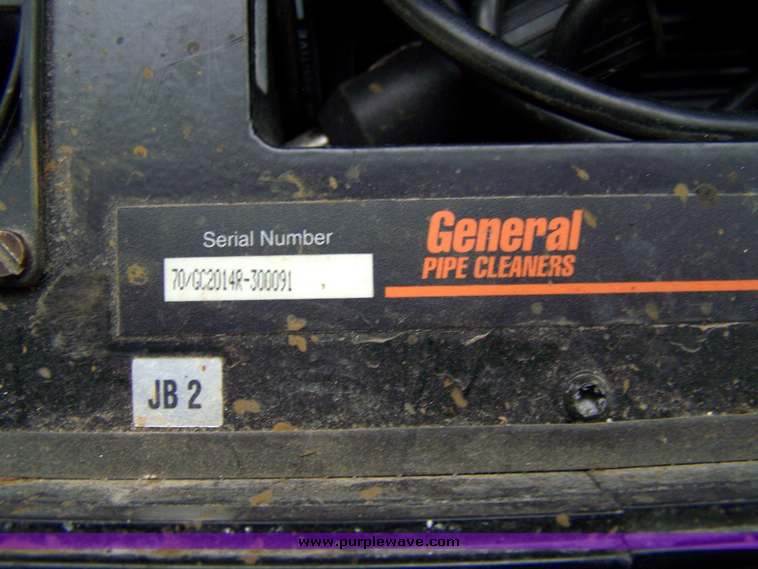 Serial Number
70/GC2014R-300091
General
PIPE CLEANERS
JB 2
www.purplewave.com